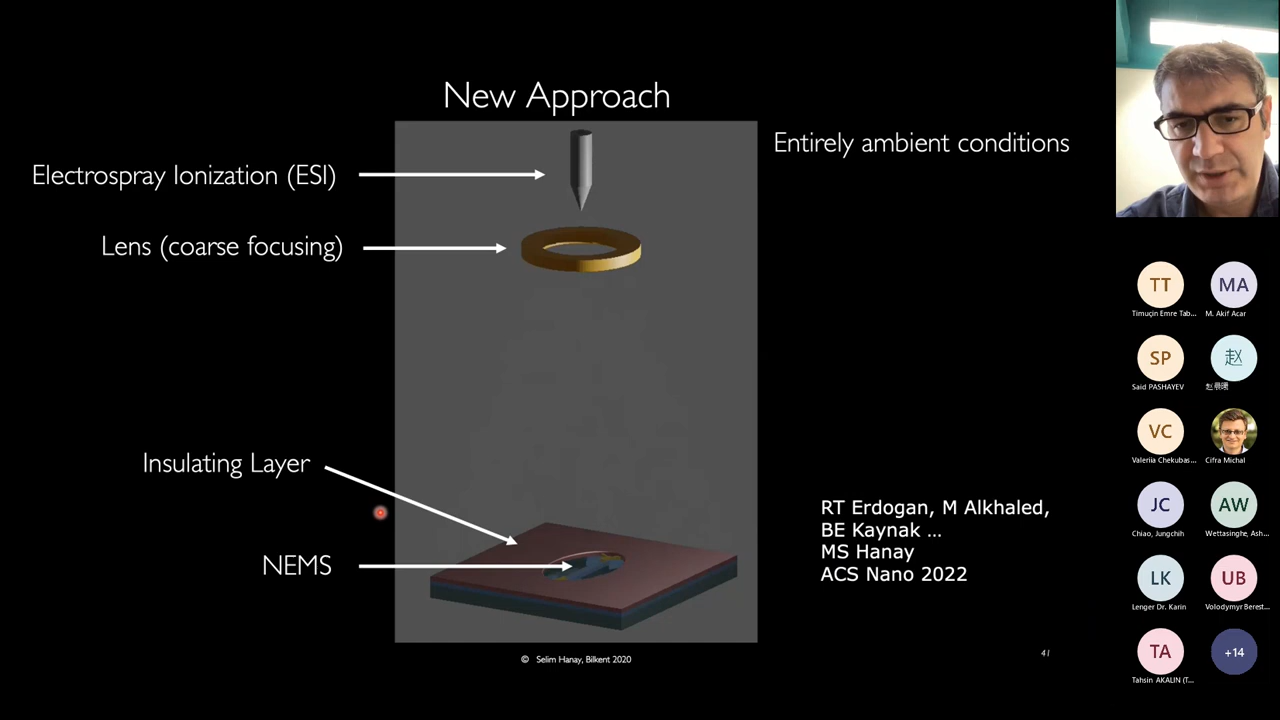 New Approach
Electrospray Ionization (ESI)
Entirely ambient conditions
Lens (coarse focusing)
Insulating Layer
NEMS
RT Erdogan, M Alkhaled,
BE Kaynak ...
MS Hanay
ACS Nano 2022
© Selim Hanay, Bilkent 2020
41
TT
MA
Timuçin Emre Tab...
M. Akif Acar
SP
赵
Said PASHAYEV
VC
Valeriia Chekubas...
Cifra Michal
JC
AW
Chiao, Jungchih
Wettasinghe, Ash...
LK
UB
Lenger Dr. Karin
Volodymyr Berest...
TA
+14
Tahsin AKALIN (T...